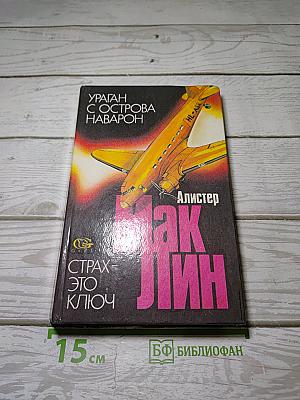 УРАГАН
С ОСТРОВА
НАВАРОН
Алистер
Мак
Лин
СТРАХ -
ЭТО
КЛЮЧ
15 см
БФ БИБЛИОФАН